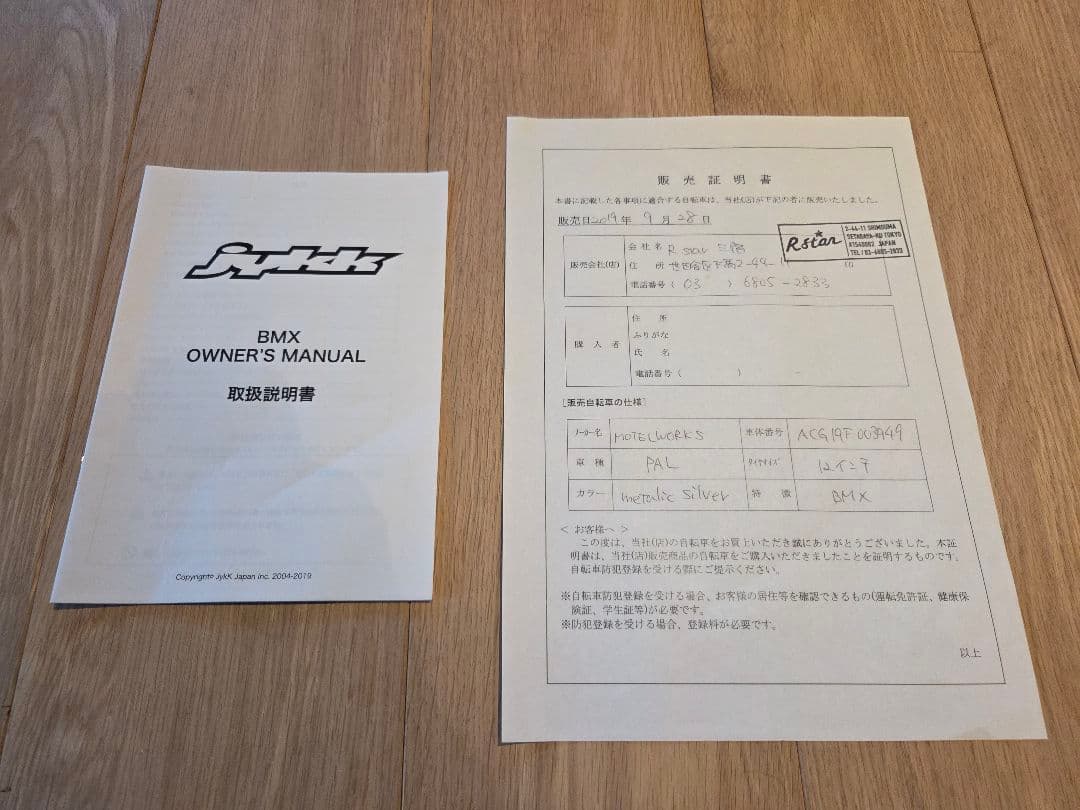 jykk
BMX
OWNER'S MANUAL
取扱説明書
Copyrights JykK Japan Inc. 2004-2019
販売証明書
本書に記載した各事項に適合する自転車は、当社(店)が下記の者に販売いたしました。
販売日2019年 9月 28日
販売会社(店)
会社名 R star
住 所 世田谷区下馬2-44-11
電話番号 (03) 6805-2833
印
R star
2-44-11 SHIMOUMA
SETAGAYA-KU TOKYO
JAPAN
TEL:03-6805-2833
購入者
住 所
ふりがな
氏 名
電話番号( ) -
[販売自転車の仕様]
メーカー名 MOTELWORKS 車体番号 ACG19F003949
車種 PAL タイヤサイズ 12インチ
カラー metalic silver 特徴 BMX
< お客様へ >
この度は、当社(店)の自転車をお買上いただき誠にありがとうございました。本証
明書は、当社(店)販売商品の自転車をご購入いただきましたことを証明するものです。
自転車防犯登録を受ける際にご提示ください。
※自転車防犯登録を受ける場合、お客様の居住等を確認できるもの(運転免許証、健康保
険証、学生証等)が必要です。
※防犯登録を受ける場合、登録料が必要です。
以上